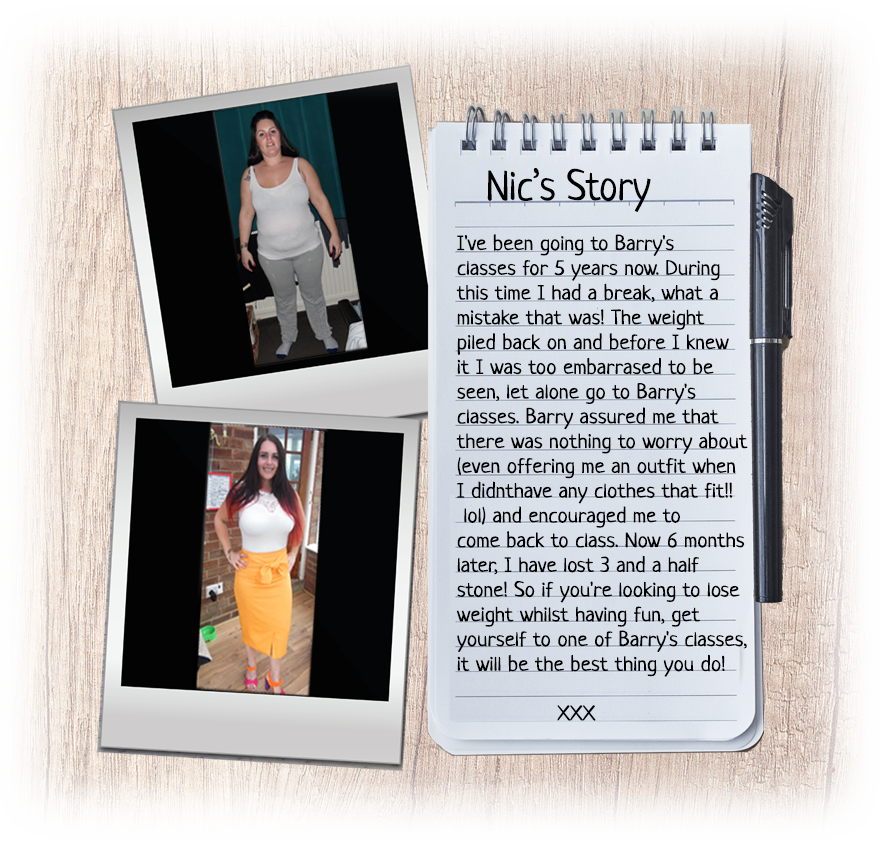 Nic's Story
I've been going to Barry's
classes for 5 years now. During
this time I had a break, what a
mistake that was! The weight
piled back on and before I knew
it I was too embarrased to be
seen, let alone go to Barry's
classes. Barry assured me that
there was nothing to worry about
(even offering me an outfit when
I didnthave any clothes that fit!!
lol) and encouraged me to
come back to class. Now 6 months
later, I have lost 3 and a half
stone! So if you're looking to lose
weight whilst having fun, get
yourself to one of Barry's classes,
it will be the best thing you do!
XXX